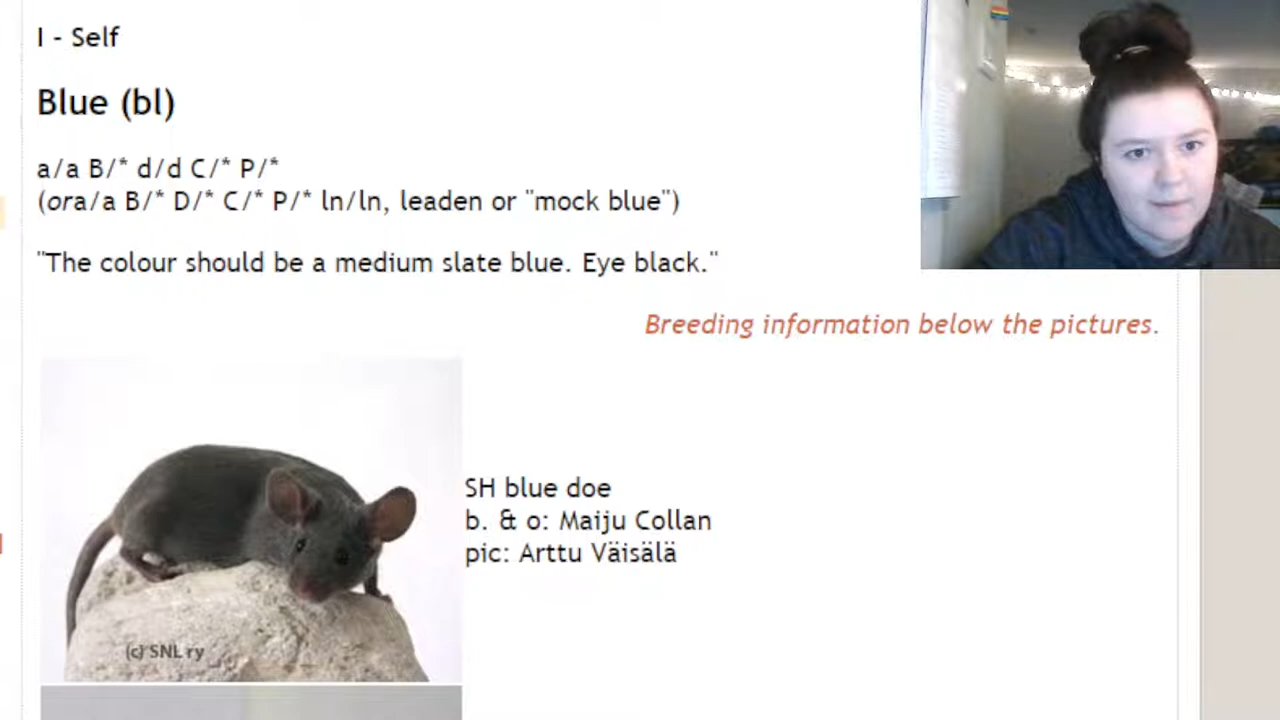 I - Self
Blue (bl)
a/a B/* d/d C/* P/*
(ora/a B/* D/* C/* P/* ln/ln, leaden or "mock blue")
"The colour should be a medium slate blue. Eye black."
Breeding information below the pictures.
SH blue doe
b. & o: Maiju Collan
pic: Arttu Väisälä
(c) SNL ry